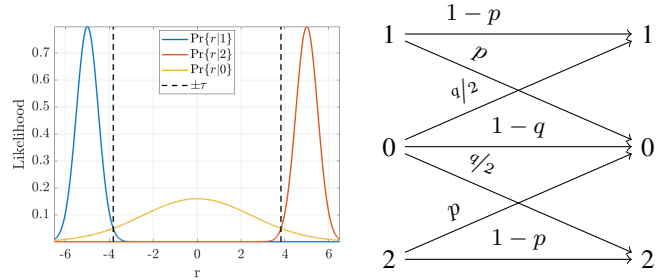 Likelihood
0.7
0.6
0.5
0.4
0.3
0.2
0.1
-6 -4 -2 0 2 4 6
r
Pr{r|1}
Pr{r|2}
Pr{r|0}
±τ
1 1 − p 1
p
q/2
0 1 − q 0
q/2
p
2 1 − p 2